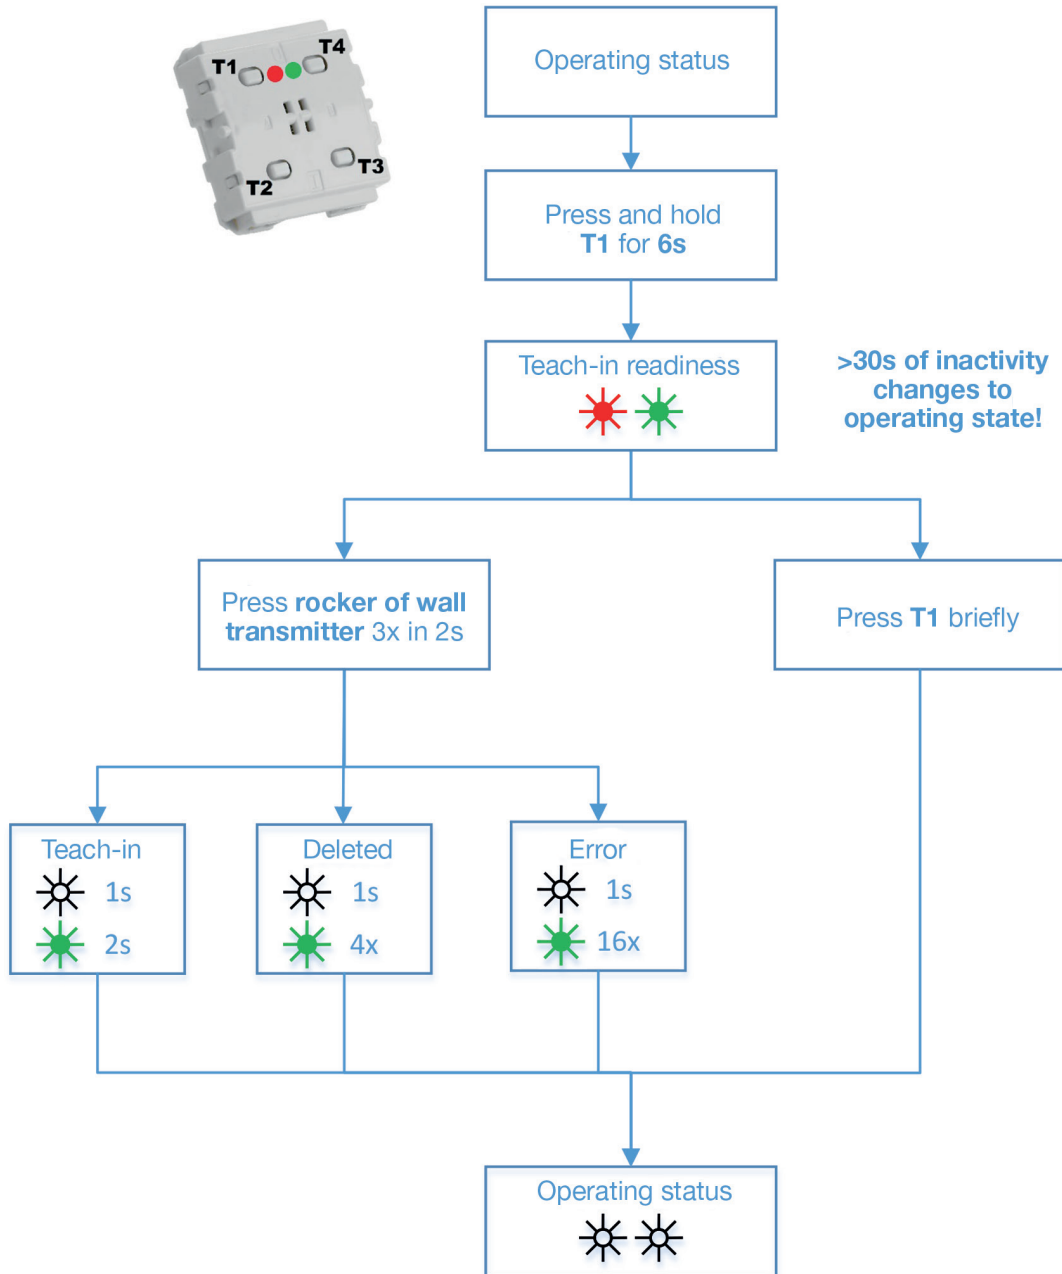 T1
T4
T2
T3
Operating status
Press and hold
T1 for 6s
Teach-in readiness
>30s of inactivity
changes to
operating state!
Press rocker of wall
transmitter 3x in 2s
Press T1 briefly
Teach-in
1s
2s
Deleted
1s
4x
Error
1s
16x
Operating status